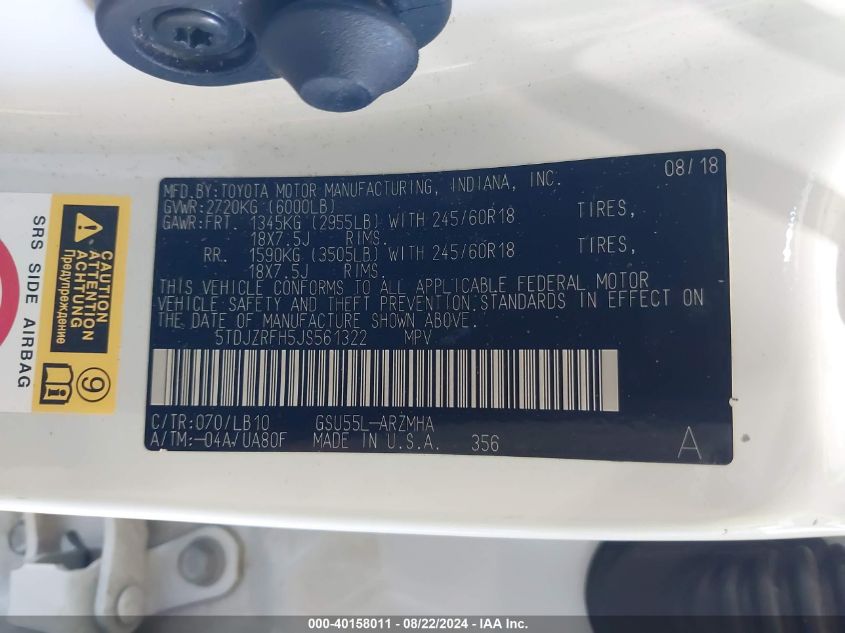 08/18
MFD.BY:TOYOTA MOTOR MANUFACTURING, INDIANA, INC.
GVWR:2720KG (6000LB)
GAWR:FRT. 1345KG (2955LB) WITH 245/60R18 TIRES,
18X7.5J RIMS.
RR. 1590KG (3505LB) WITH 245/60R18 TIRES,
18X7.5J RIMS.
THIS VEHICLE CONFORMS TO ALL APPLICABLE FEDERAL MOTOR
VEHICLE SAFETY AND THEFT PREVENTION STANDARDS IN EFFECT ON
THE DATE OF MANUFACTURE SHOWN ABOVE.
5TDJZRFH5JS561322 MPV
C/TR:070/LB10 GSU55L-ARZMHA
A/TM:-04A/UA80F MADE IN U.S.A. 356
A
SRS SIDE AIRBAG
CAUTION
ATTENTION
ACHTUNG
Предупреждение
9
000-40158011 - 08/22/2024 - IAA Inc.